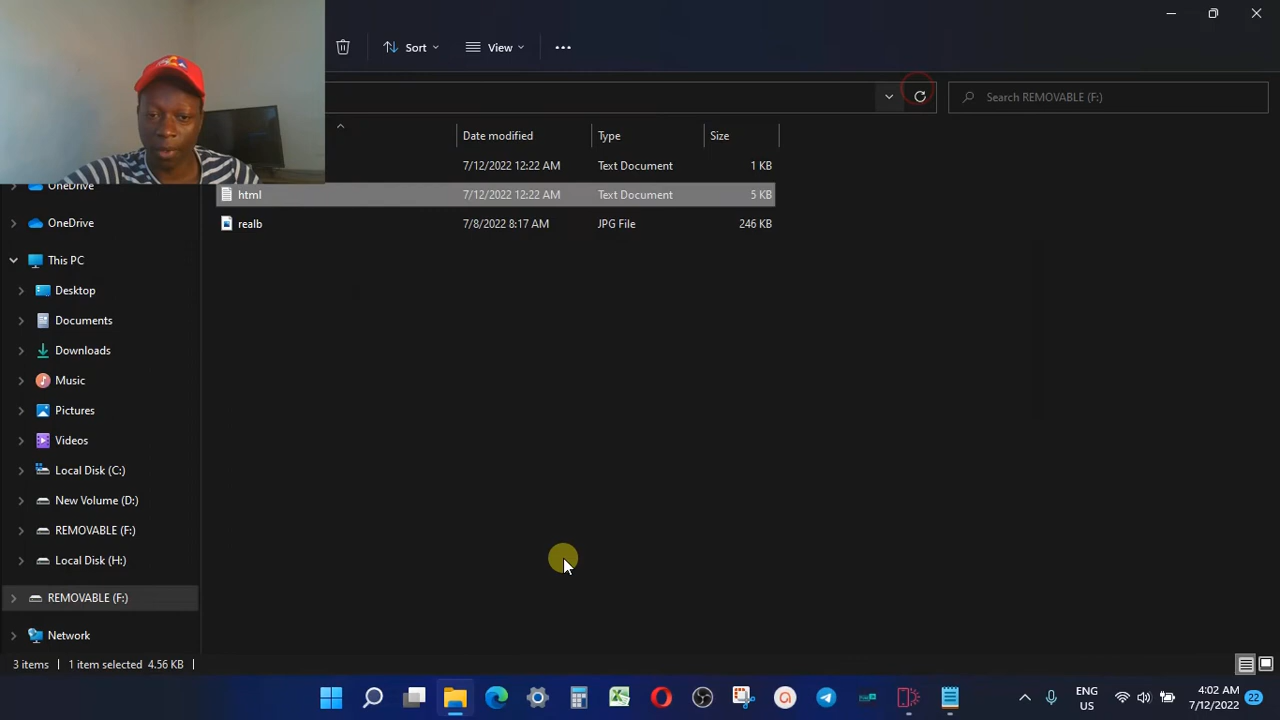 Sort
View
Search REMOVABLE (F:)
Date modified
Type
Size
7/12/2022 12:22 AM
Text Document
1 KB
OneDrive
html
7/12/2022 12:22 AM
Text Document
5 KB
OneDrive
realb
7/8/2022 8:17 AM
JPG File
246 KB
This PC
Desktop
Documents
Downloads
Music
Pictures
Videos
Local Disk (C:)
New Volume (D:)
REMOVABLE (F:)
Local Disk (H:)
REMOVABLE (F:)
Network
3 items
1 item selected 4.56 KB
ENG
US
4:02 AM
7/12/2022
22